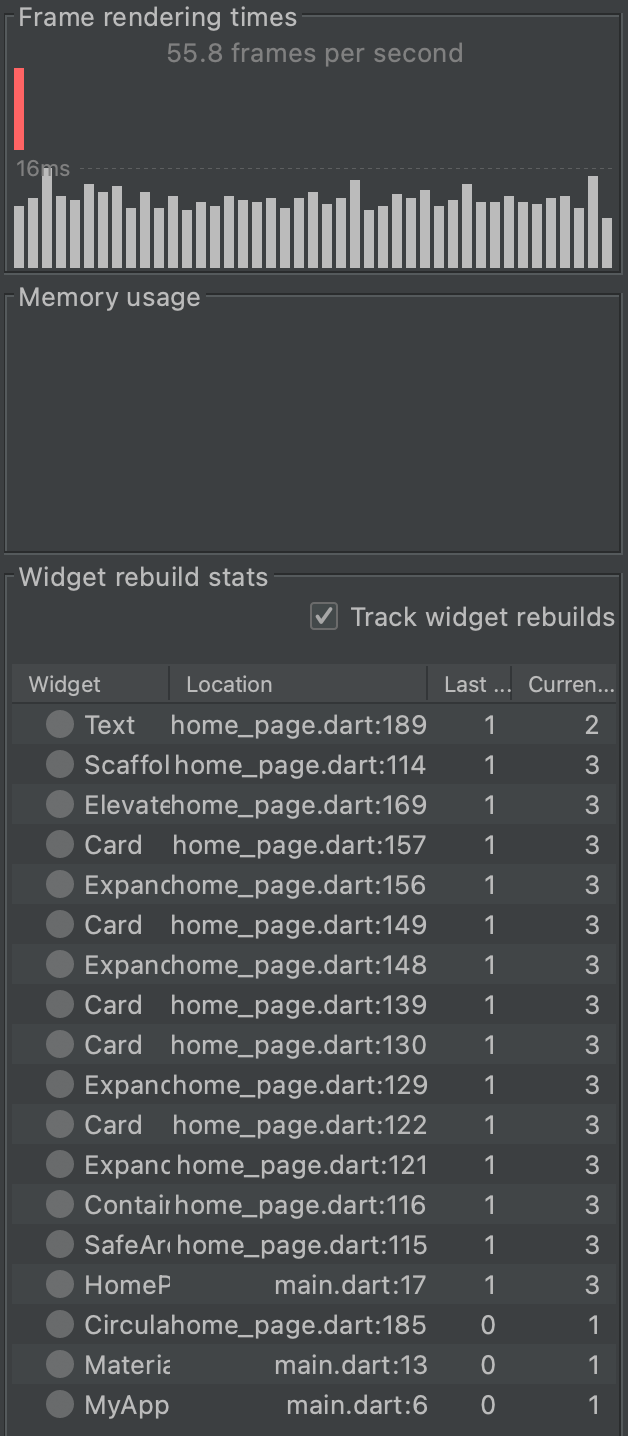 Frame rendering times
55.8 frames per second
16ms
Memory usage
Widget rebuild stats
Track widget rebuilds
Widget Location Last ... Curren...
Text home_page.dart:189 1 2
Scaffol home_page.dart:114 1 3
Elevate home_page.dart:169 1 3
Card home_page.dart:157 1 3
Expanc home_page.dart:156 1 3
Card home_page.dart:149 1 3
Expanc home_page.dart:148 1 3
Card home_page.dart:139 1 3
Card home_page.dart:130 1 3
Expanc home_page.dart:129 1 3
Card home_page.dart:122 1 3
Expanc home_page.dart:121 1 3
Contai home_page.dart:116 1 3
SafeAr home_page.dart:115 1 3
HomeP main.dart:17 1 3
Circula home_page.dart:185 0 1
Materia main.dart:13 0 1
MyApp main.dart:6 0 1